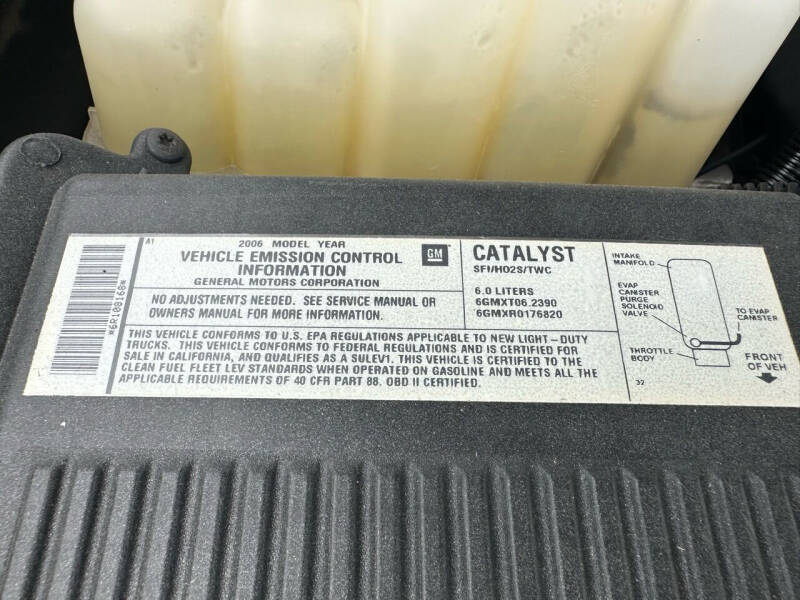 *6R108168*
A1
2006 MODEL YEAR
VEHICLE EMISSION CONTROL
INFORMATION
GENERAL MOTORS CORPORATION
GM
NO ADJUSTMENTS NEEDED. SEE SERVICE MANUAL OR
OWNERS MANUAL FOR MORE INFORMATION.
CATALYST
SFI/HO2S/TWC
6.0 LITERS
6GMXT06.2390
6GMXR0176820
THIS VEHICLE CONFORMS TO U.S. EPA REGULATIONS APPLICABLE TO NEW LIGHT-DUTY
TRUCKS. THIS VEHICLE CONFORMS TO FEDERAL REGULATIONS AND IS CERTIFIED FOR
SALE IN CALIFORNIA, AND QUALIFIES AS A SULEV1. THIS VEHICLE IS CERTIFIED TO THE
CLEAN FUEL FLEET LEV STANDARDS WHEN OPERATED ON GASOLINE AND MEETS ALL THE
APPLICABLE REQUIREMENTS OF 40 CFR PART 88. OBD II CERTIFIED.
INTAKE
MANIFOLD
EVAP
CANISTER
PURGE
SOLENOID
VALVE
TO EVAP
CANISTER
THROTTLE
BODY
FRONT
OF VEH
32